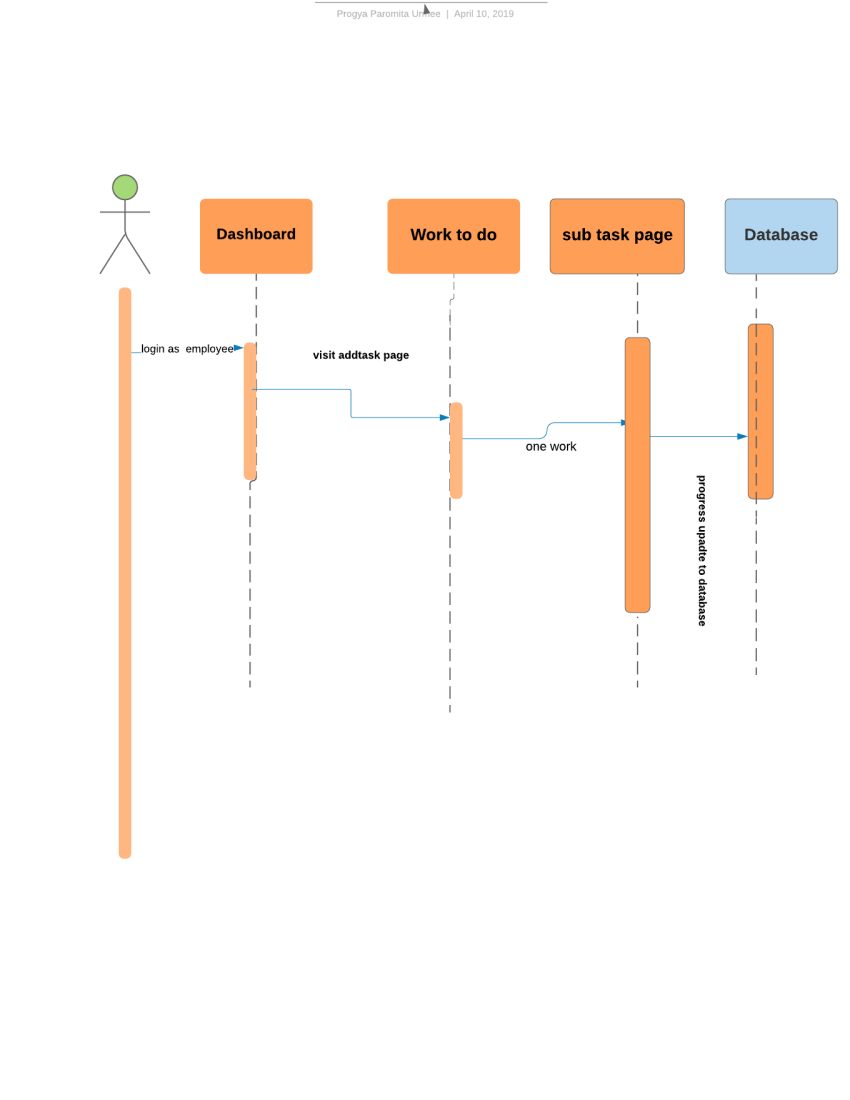 Progya Paromita Urmee | April 10, 2019
Dashboard
Work to do
sub task page
Database
login as employee
visit addtask page
one work
progress upadte to database